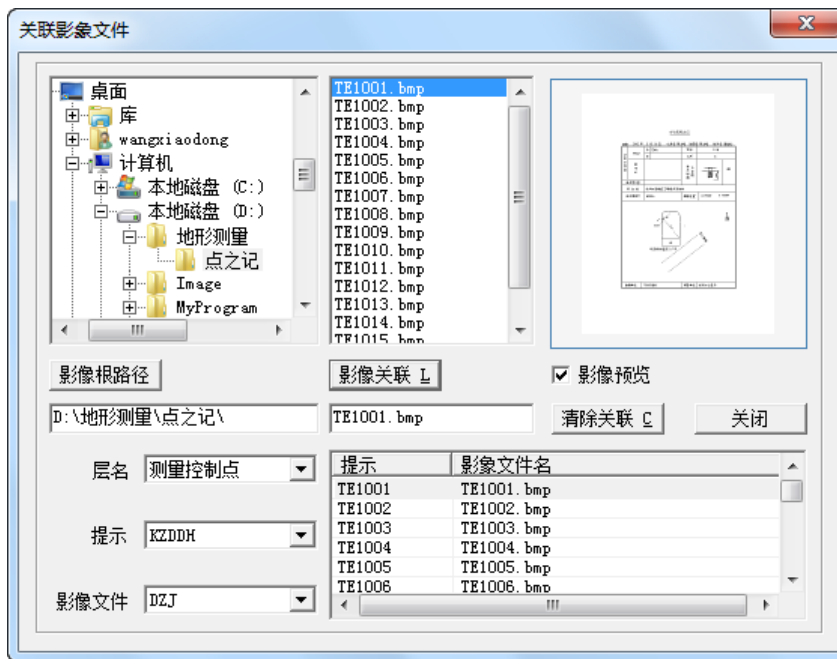 关联影象文件
桌面
库
wangxiaodong
计算机
本地磁盘 (C:)
本地磁盘 (D:)
地形测量
点之记
Image
MyProgram
TE1001.bmp
TE1002.bmp
TE1003.bmp
TE1004.bmp
TE1005.bmp
TE1006.bmp
TE1007.bmp
TE1008.bmp
TE1009.bmp
TE1010.bmp
TE1011.bmp
TE1012.bmp
TE1013.bmp
TE1014.bmp
TE1015.bmp
影像根路径
影像关联 L
影像预览
D:\地形测量\点之记\
TE1001.bmp
清除关联 C
关闭
层名 测量控制点
提示 KZDDH
影像文件 DZJ
提示 影象文件名
TE1001 TE1001.bmp
TE1002 TE1002.bmp
TE1003 TE1003.bmp
TE1004 TE1004.bmp
TE1005 TE1005.bmp
TE1006 TE1006.bmp